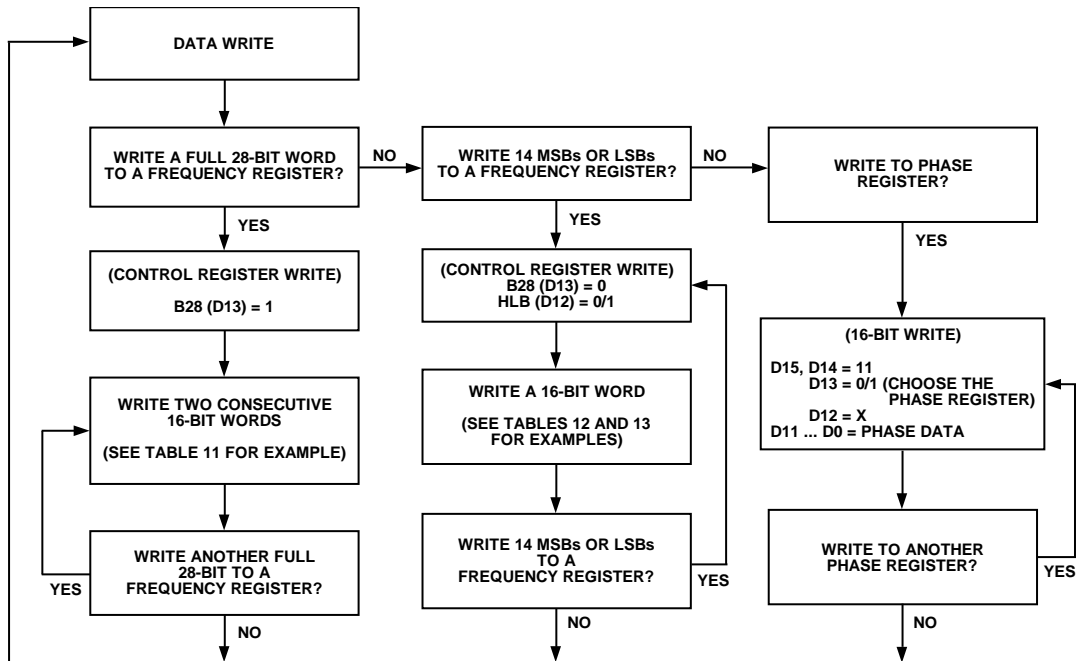 DATA WRITE
WRITE A FULL 28-BIT WORD
TO A FREQUENCY REGISTER?
NO
WRITE 14 MSBs OR LSBs
TO A FREQUENCY REGISTER?
NO
WRITE TO PHASE
REGISTER?
YES
YES
YES
(CONTROL REGISTER WRITE)
B28 (D13) = 1
(CONTROL REGISTER WRITE)
B28 (D13) = 0
HLB (D12) = 0/1
(16-BIT WRITE)
D15, D14 = 11
D13 = 0/1 (CHOOSE THE
PHASE REGISTER)
D12 = X
D11 ... D0 = PHASE DATA
WRITE TWO CONSECUTIVE
16-BIT WORDS
(SEE TABLE 11 FOR EXAMPLE)
WRITE A 16-BIT WORD
(SEE TABLES 12 AND 13
FOR EXAMPLES)
WRITE ANOTHER FULL
28-BIT TO A
FREQUENCY REGISTER?
YES
NO
WRITE 14 MSBs OR LSBs
TO A
FREQUENCY REGISTER?
YES
NO
WRITE TO ANOTHER
PHASE REGISTER?
YES
NO